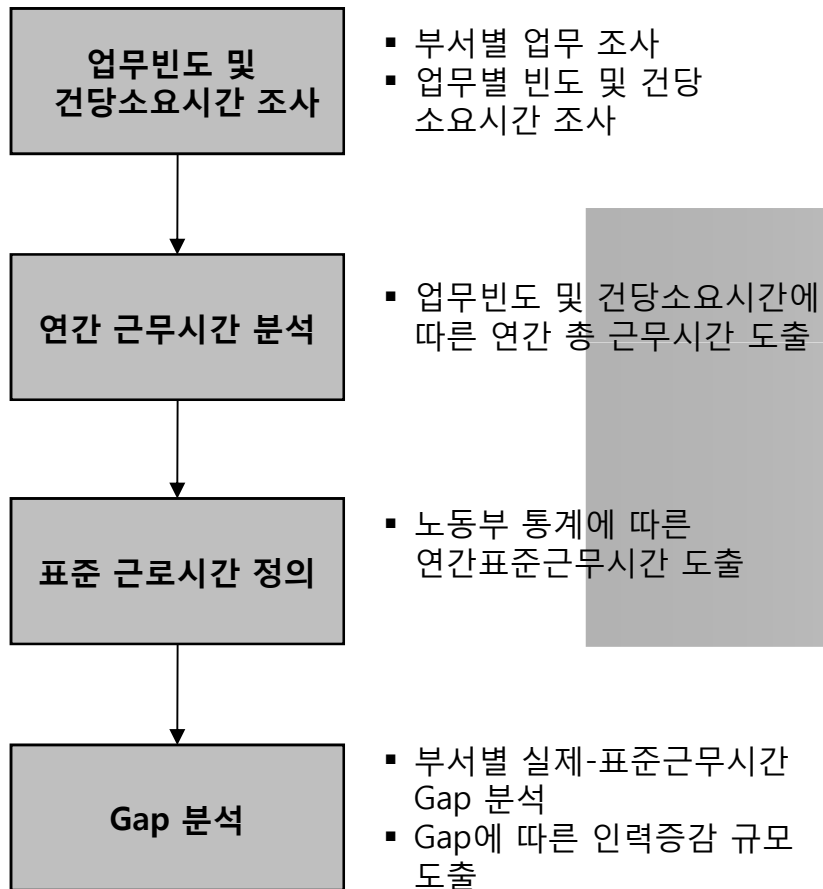 업무빈도 및
건당소요시간 조사
▪ 부서별 업무 조사
▪ 업무별 빈도 및 건당
소요시간 조사
연간 근무시간 분석
▪ 업무빈도 및 건당소요시간에
따른 연간 총 근무시간 도출
표준 근로시간 정의
▪ 노동부 통계에 따른
연간표준근무시간 도출
Gap 분석
▪ 부서별 실제-표준근무시간
Gap 분석
▪ Gap에 따른 인력증감 규모
도출